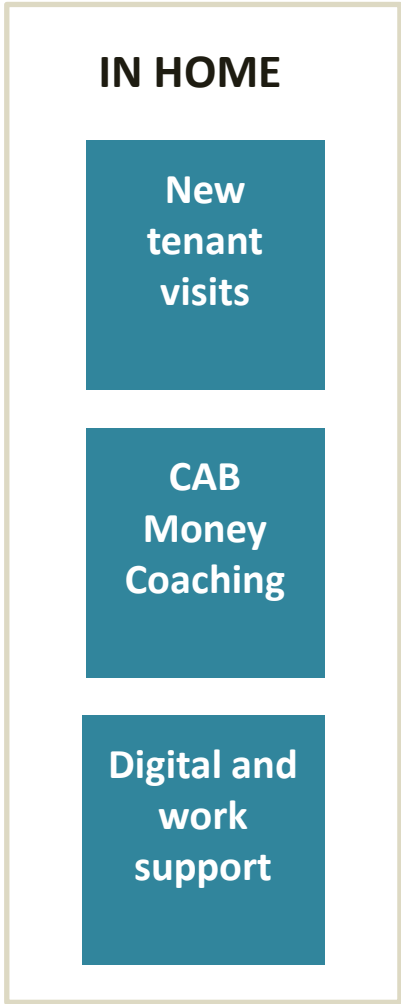 IN HOME
New
tenant
visits
CAB
Money
Coaching
Digital and
work
support